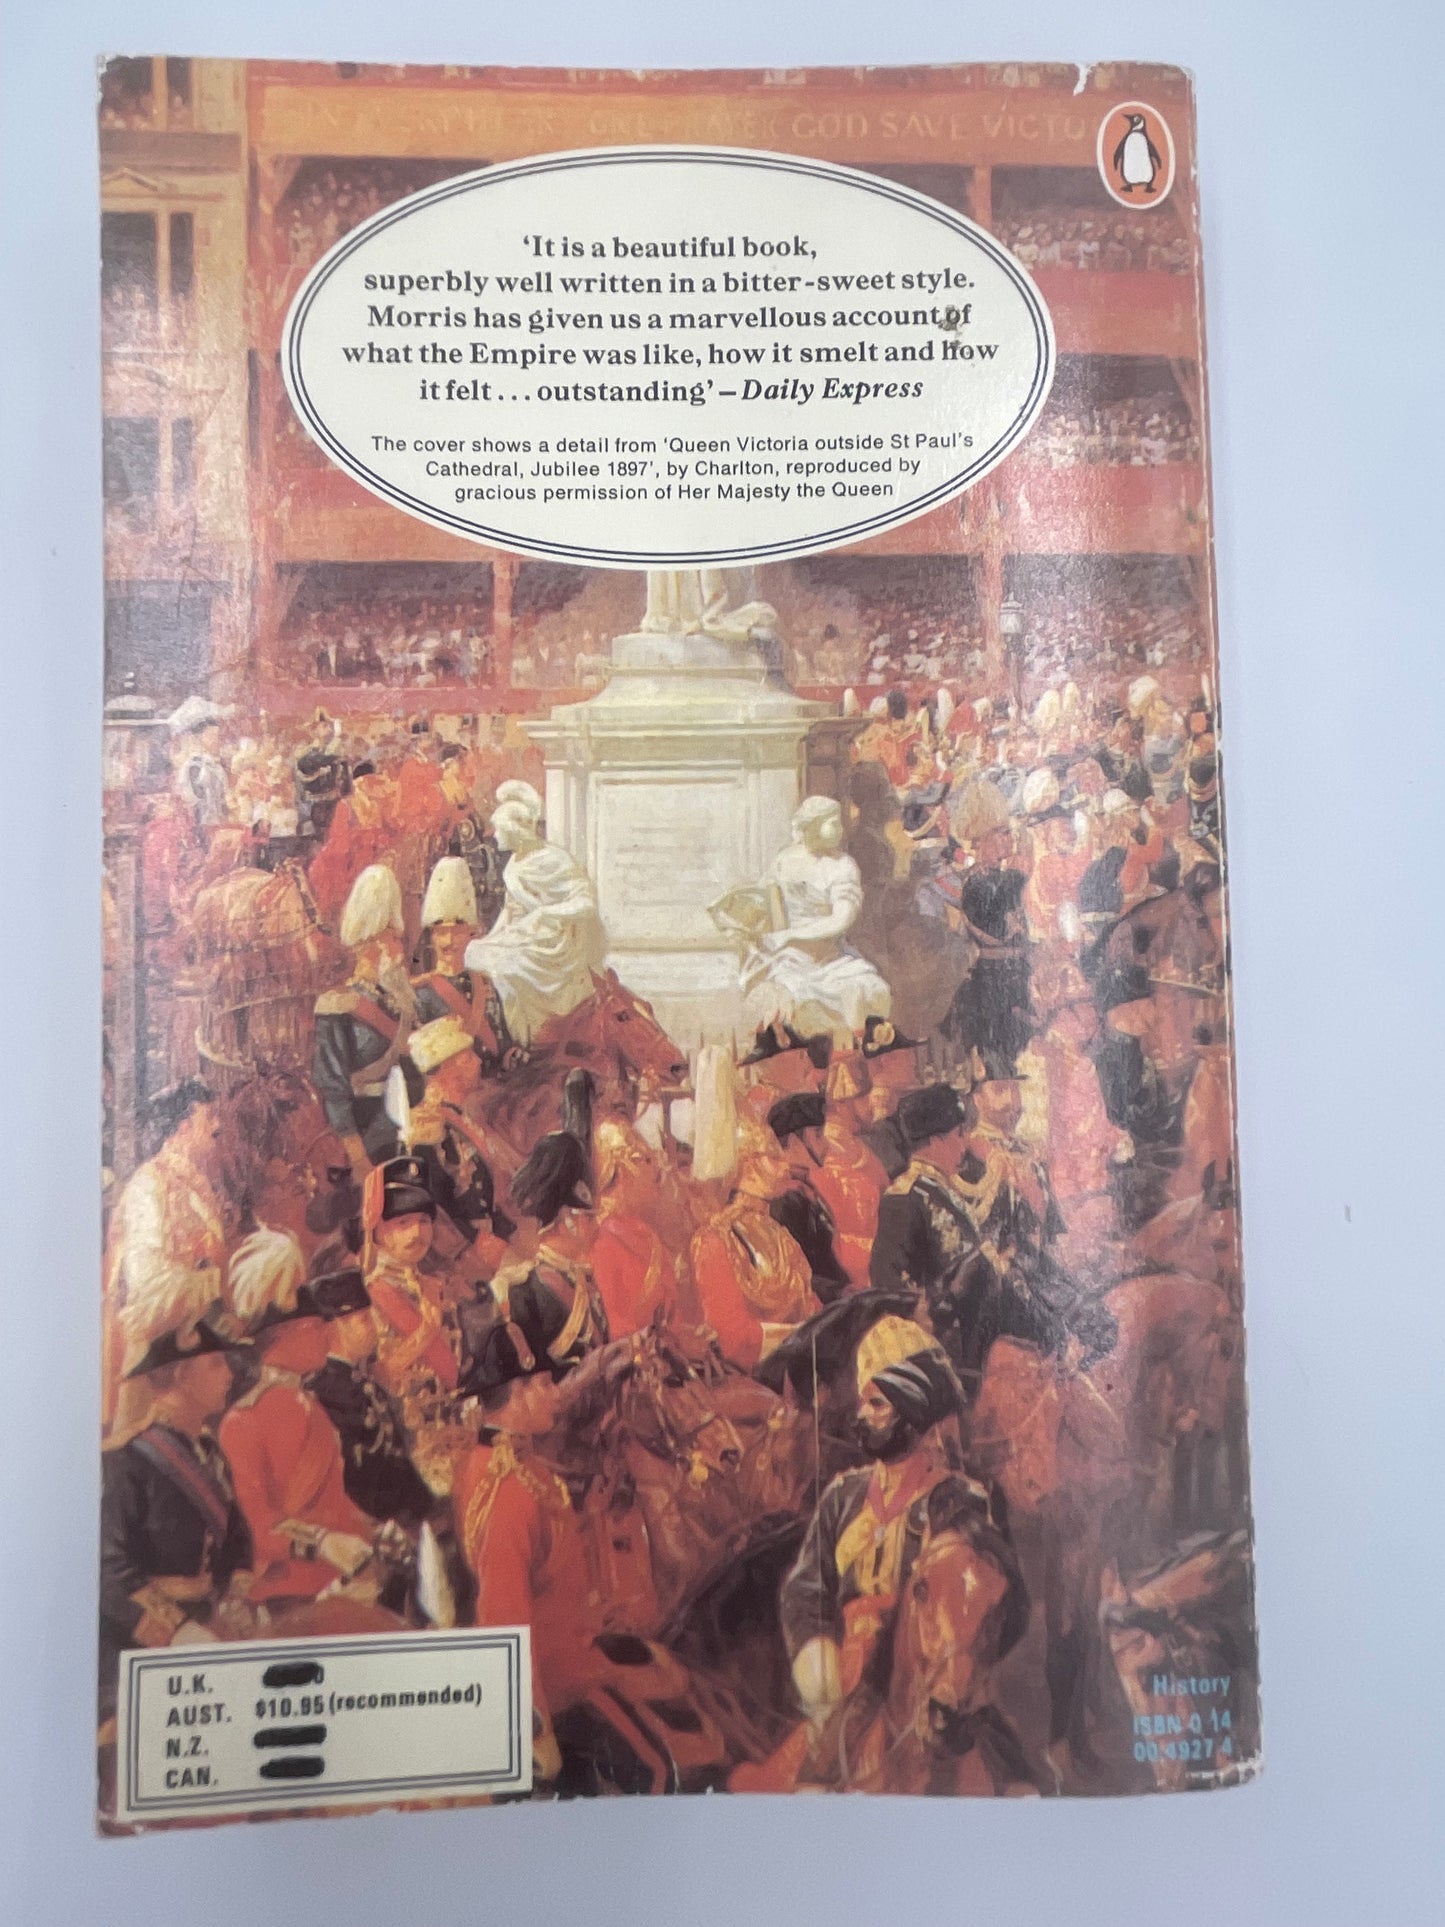 GOD SAVE VICTO
‘It is a beautiful book,
superbly well written in a bitter-sweet style.
Morris has given us a marvellous account of
what the Empire was like, how it smelt and how
it felt... outstanding’ – Daily Express
The cover shows a detail from ‘Queen Victoria outside St Paul's
Cathedral, Jubilee 1897’, by Charlton, reproduced by
gracious permission of Her Majesty the Queen
U.K.
AUST. $10.95 (recommended)
N.Z.
CAN.
History
ISBN 0 14
00 4927 4